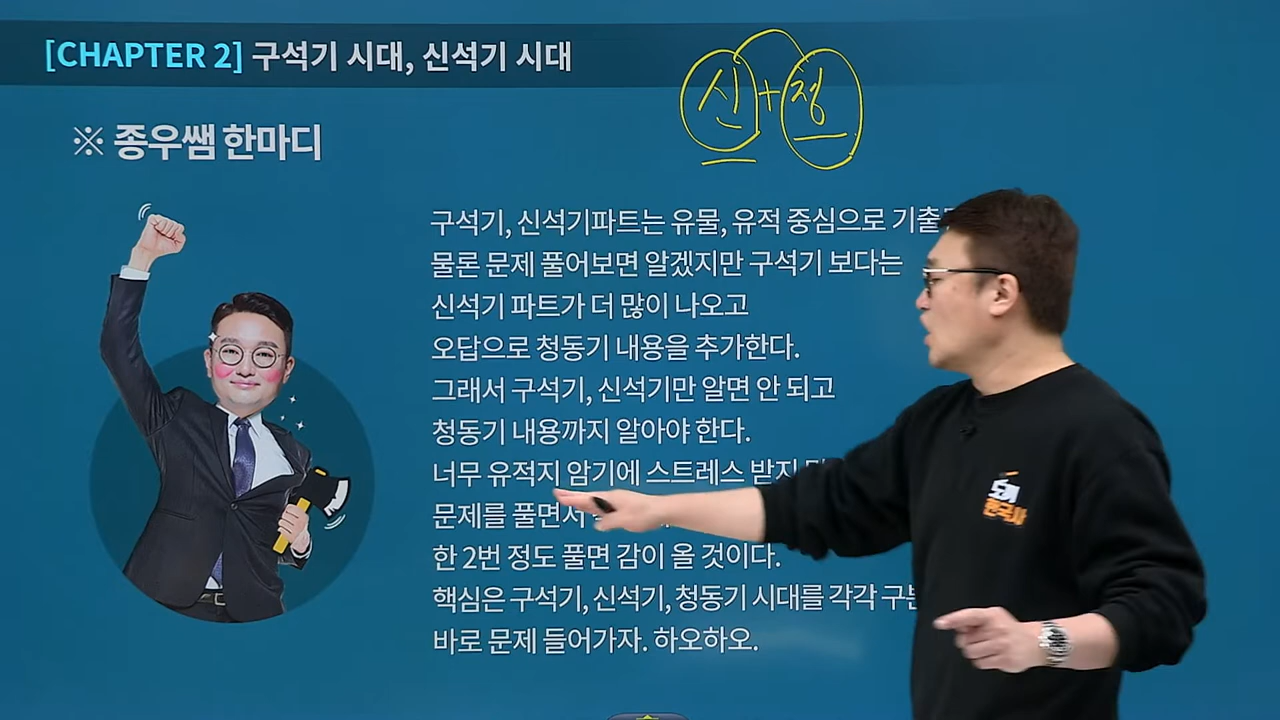 [CHAPTER 2] 구석기 시대, 신석기 시대
신+청
※ 종우쌤 한마디
구석기, 신석기파트는 유물, 유적 중심으로 기출
물론 문제 풀어보면 알겠지만 구석기 보다는
신석기 파트가 더 많이 나오고
오답으로 청동기 내용을 추가한다.
그래서 구석기, 신석기만 알면 안 되고
청동기 내용까지 알아야 한다.
너무 유적지 암기에 스트레스 받지
문제를 풀면서
한 2번 정도 풀면 감이 올 것이다.
핵심은 구석기, 신석기, 청동기 시대를 각각
바로 문제 들어가자. 하오하오.
한국사